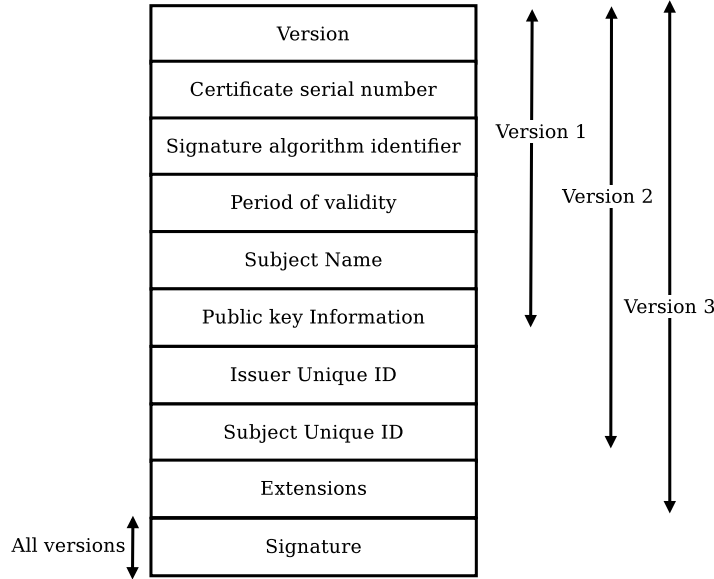 Version
Certificate serial number
Signature algorithm identifier
Period of validity
Subject Name
Public key Information
Issuer Unique ID
Subject Unique ID
Extensions
Signature
Version 1
Version 2
Version 3
All versions